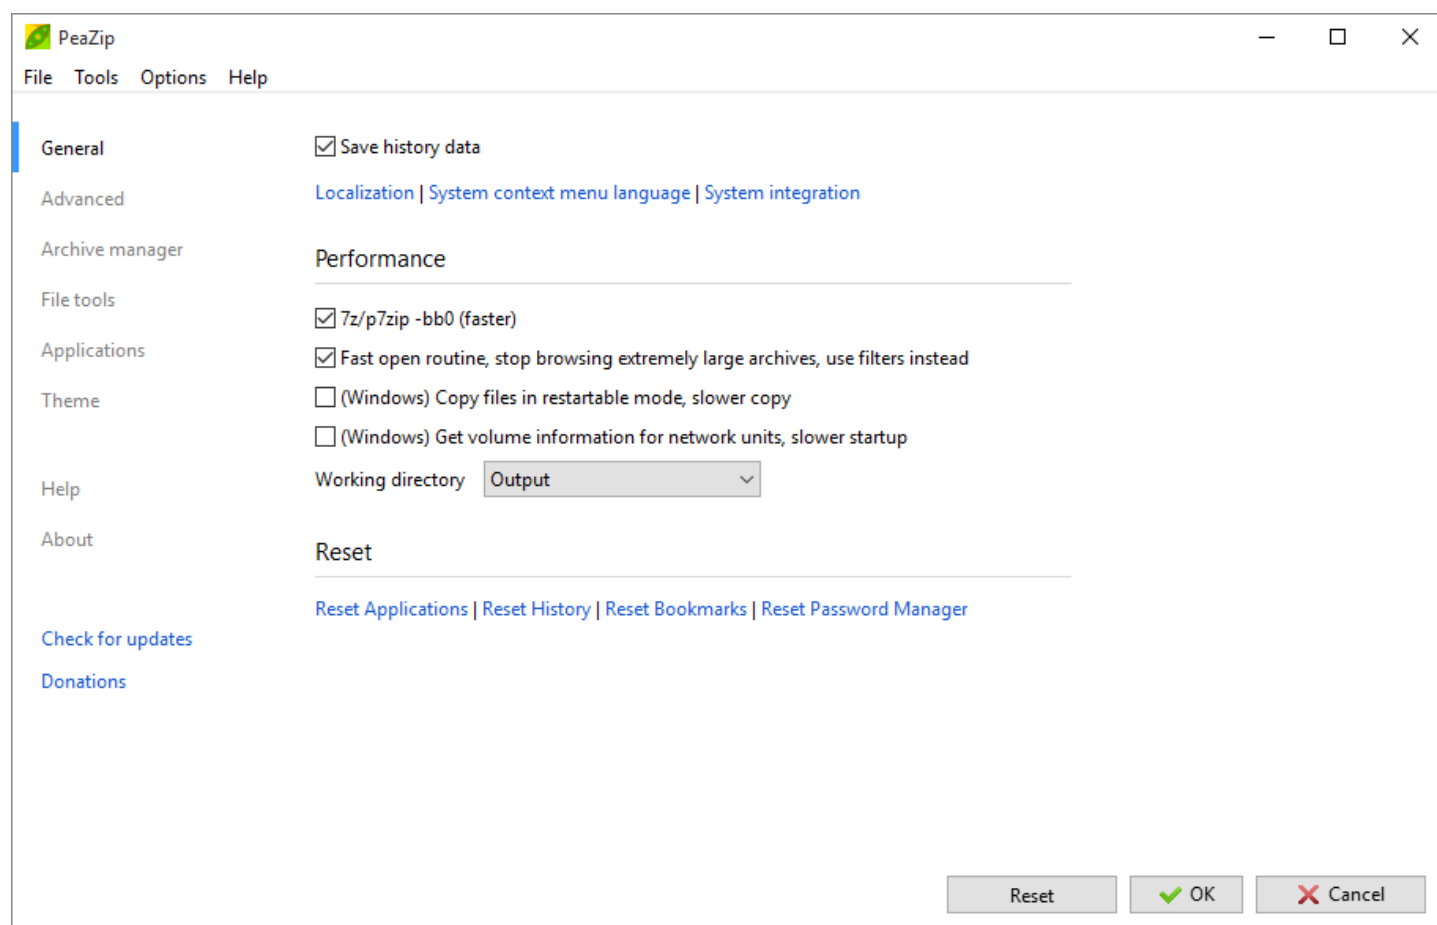 PeaZip
File Tools Options Help
General
Advanced
Archive manager
File tools
Applications
Theme
Help
About
Check for updates
Donations
Save history data
Localization | System context menu language | System integration
Performance
7z/p7zip -bb0 (faster)
Fast open routine, stop browsing extremely large archives, use filters instead
(Windows) Copy files in restartable mode, slower copy
(Windows) Get volume information for network units, slower startup
Working directory Output
Reset
Reset Applications | Reset History | Reset Bookmarks | Reset Password Manager
Reset OK Cancel